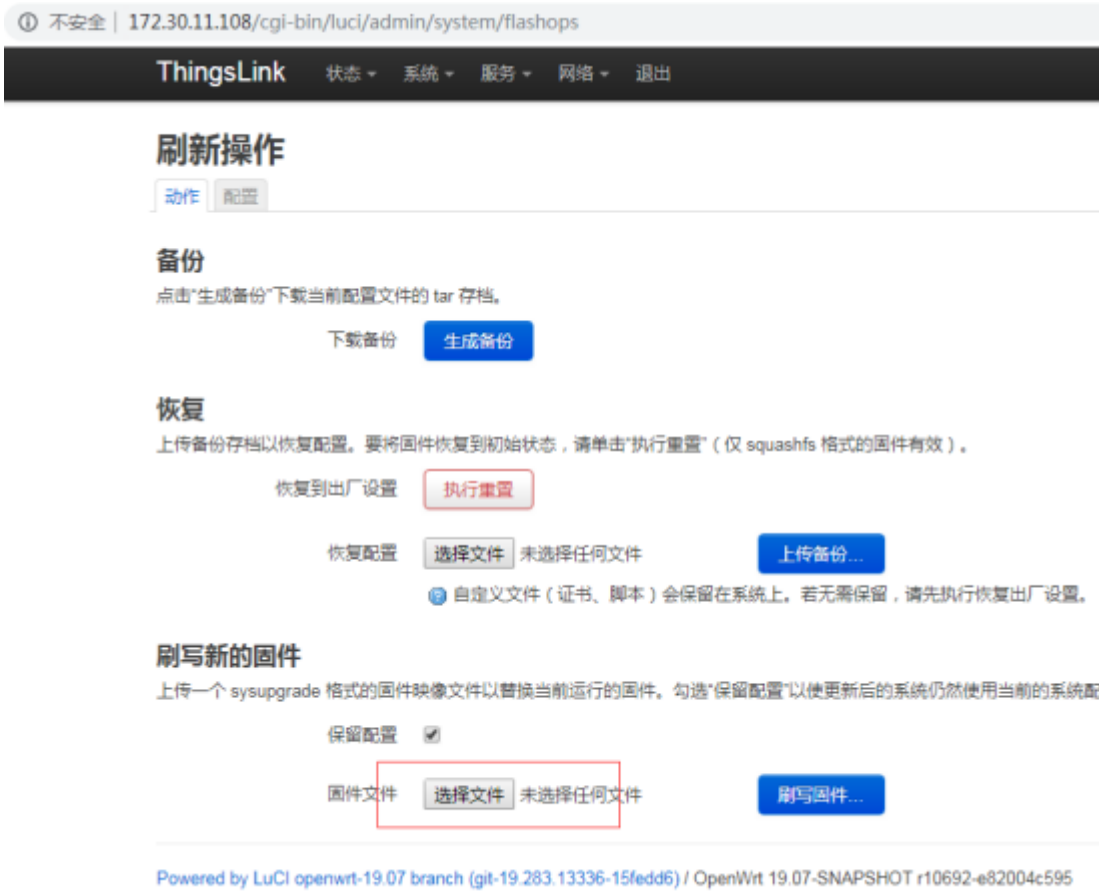 不安全 | 172.30.11.108/cgi-bin/luci/admin/system/flashops
ThingsLink 状态 系统 服务 网络 退出
刷新操作
动作 配置
备份
点击“生成备份”下载当前配置文件的 tar 存档。
下载备份 生成备份
恢复
上传备份存档以恢复配置。要将固件恢复到初始状态，请单击“执行重置”（仅 squashfs 格式的固件有效）。
恢复到出厂设置 执行重置
恢复配置 选择文件 未选择任何文件 上传备份...
自定义文件（证书、脚本）会保留在系统上。若无需保留，请先执行恢复出厂设置。
刷写新的固件
上传一个 sysupgrade 格式的固件映像文件以替换当前运行的固件。勾选“保留配置”以使更新后的系统仍然使用当前的系统配
保留配置
固件文件 选择文件 未选择任何文件 刷写固件...
Powered by LuCI openwrt-19.07 branch (git-19.283.13336-15fedd6) / OpenWrt 19.07-SNAPSHOT r10692-e82004c595